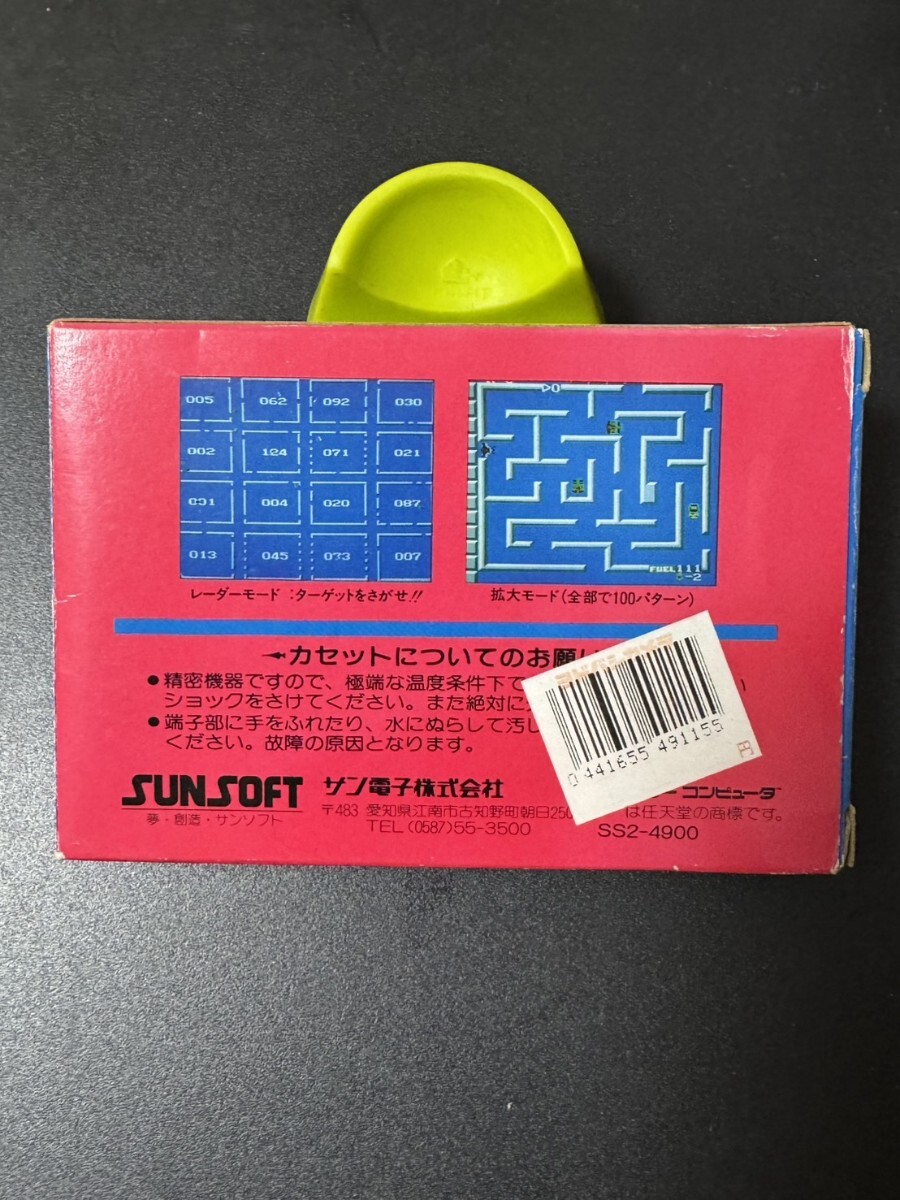 005 062 092 030
002 124 071 021
091 004 020 087
013 045 073 007
▷0
FUEL111
-2
レーダーモード :ターゲットをさがせ!!
拡大モード(全部で100パターン)
カセットについてのお願い
●精密機器ですので、極端な温度条件下で
ショックをさけてください。また絶対に
●端子部に手をふれたり、水にぬらして汚し
ください。故障の原因となります。
0 441655 491155
円
SUNSOFT
夢・創造・サンソフト
サン電子株式会社
〒483 愛知県江南市古知野町朝日250
TEL(0587)55-3500
コンピュータ
は任天堂の商標です。
SS2-4900